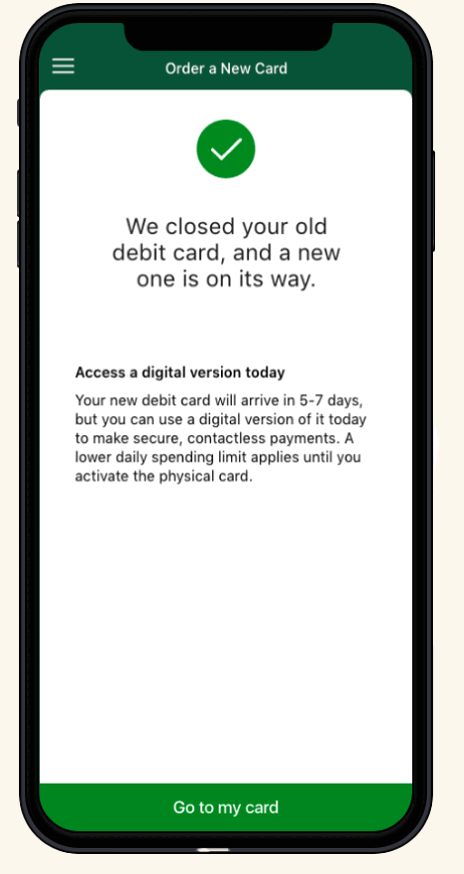 Order a New Card
We closed your old
debit card, and a new
one is on its way.
Access a digital version today
Your new debit card will arrive in 5-7 days,
but you can use a digital version of it today
to make secure, contactless payments. A
lower daily spending limit applies until you
activate the physical card.
Go to my card